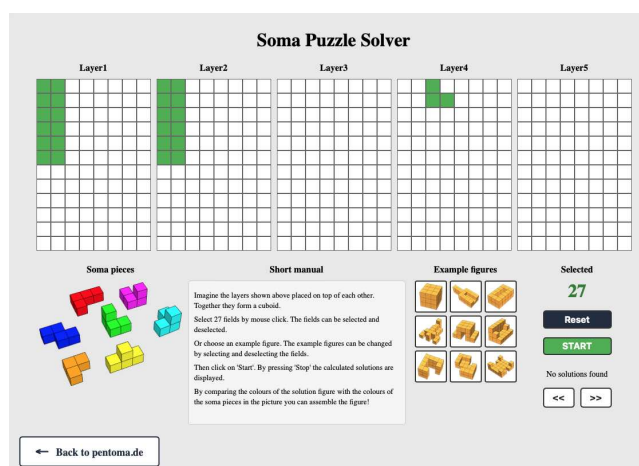 Soma Puzzle Solver
Layer1
Layer2
Layer3
Layer4
Layer5
Soma pieces
Short manual
Imagine the layers shown above placed on top of each other.
Together they form a cuboid.
Select 27 fields by mouse click. The fields can be selected and
deselected.
Or choose an example figure. The example figures can be changed
by selecting and deselecting the fields.
Then click on 'Start'. By pressing 'Stop' the calculated solutions are
displayed.
By comparing the colours of the solution figure with the colours of
the soma pieces in the picture you can assemble the figure!
Example figures
Selected
27
Reset
START
No solutions found
<< >>
← Back to pentoma.de